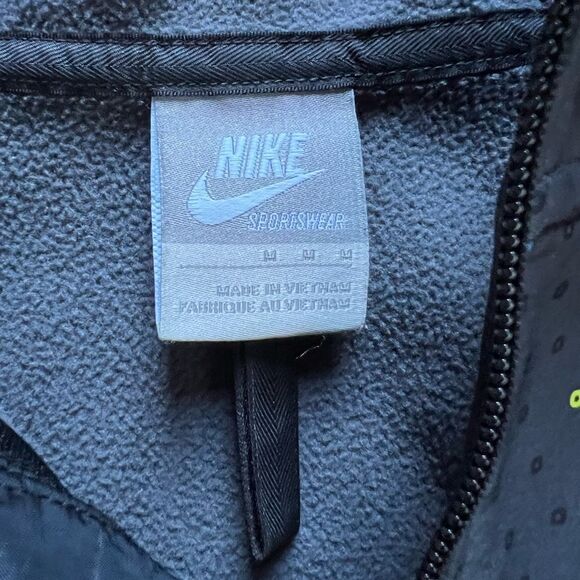 NIKE
SPORTSWEAR
M M M
MADE IN VIETNAM
FABRIQUE AU VIETNAM